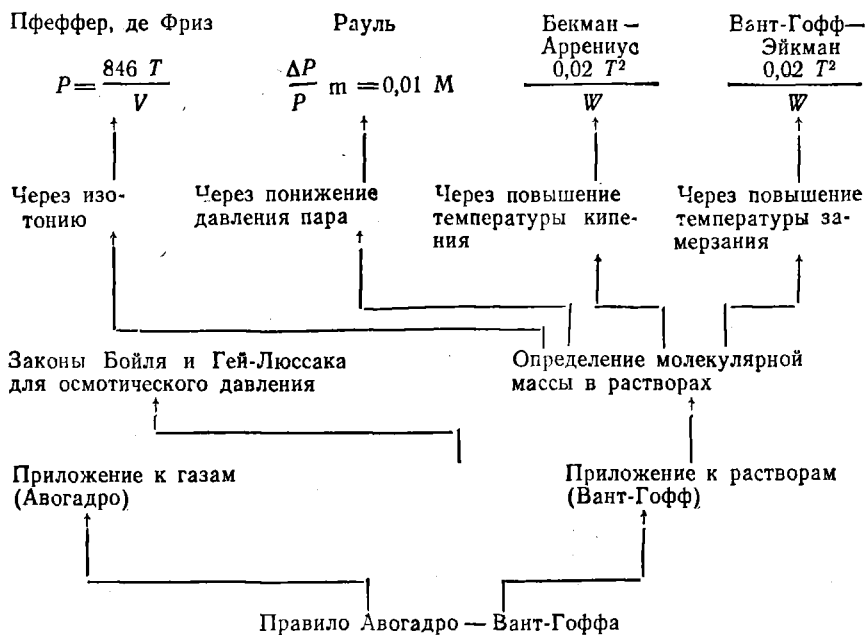 Пфеффер, де Фриз
P = 846 T / V
Рауль
ΔP / P m = 0,01 М
Бекман —
Аррениус
0,02 T² / W
Вант-Гофф—
Эйкман
0,02 T² / W
Через изо-
тонию
Через понижение
давления пара
Через повышение
температуры кипе-
ния
Через повышение
температуры за-
мерзания
Законы Бойля и Гей-Люссака
для осмотического давления
Определение молекулярной
массы в растворах
Приложение к газам
(Авогадро)
Приложение к растворам
(Вант-Гофф)
Правило Авогадро — Вант-Гоффа